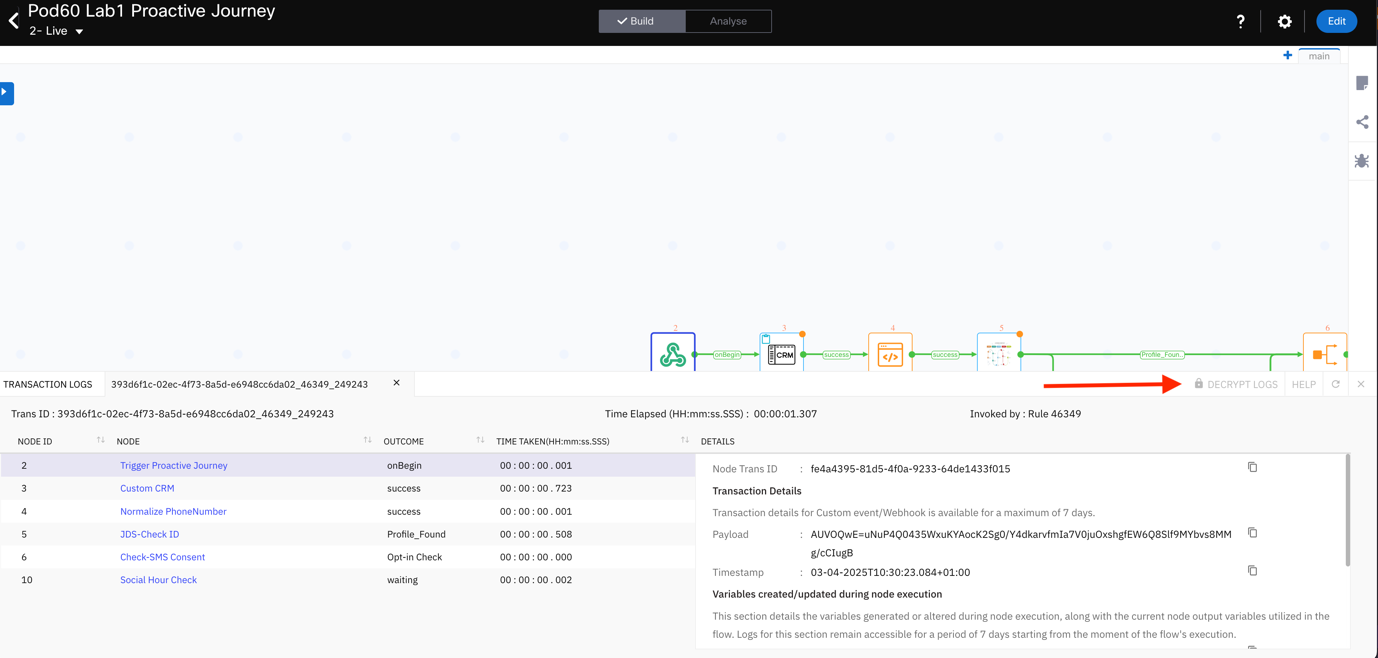 Pod60 Lab1 Proactive Journey
2- Live
Build
Analyse
?
Edit
+ main
2
3
4
5
6
onBegin
CRM
success
</>
success
Profile_Foun..
TRANSACTION LOGS
393d6f1c-02ec-4f73-8a5d-e6948cc6da02_46349_249243
DECRYPT LOGS
HELP
Trans ID : 393d6f1c-02ec-4f73-8a5d-e6948cc6da02_46349_249243
Time Elapsed (HH:mm:ss.SSS) : 00:00:01.307
Invoked by : Rule 46349
NODE ID NODE OUTCOME TIME TAKEN(HH:mm:ss.SSS)
2 Trigger Proactive Journey onBegin 00 : 00 : 00 . 001
3 Custom CRM success 00 : 00 : 00 . 723
4 Normalize PhoneNumber success 00 : 00 : 00 . 001
5 JDS-Check ID Profile_Found 00 : 00 : 00 . 508
6 Check-SMS Consent Opt-in Check 00 : 00 : 00 . 000
10 Social Hour Check waiting 00 : 00 : 00 . 002
DETAILS
Node Trans ID : fe4a4395-81d5-4f0a-9233-64de1433f015
Transaction Details
Transaction details for Custom event/Webhook is available for a maximum of 7 days.
Payload : AUVOQwE=uNuP4Q0435WxuKYAocK2Sg0/Y4dkarvfmIa7V0juOxshgfEW6Q8Slf9MYbvs8MM
g/cCIugB
Timestamp : 03-04-2025T10:30:23.084+01:00
Variables created/updated during node execution
This section details the variables generated or altered during node execution, along with the current node output variables utilized in the
flow. Logs for this section remain accessible for a period of 7 days starting from the moment of the flow's execution.